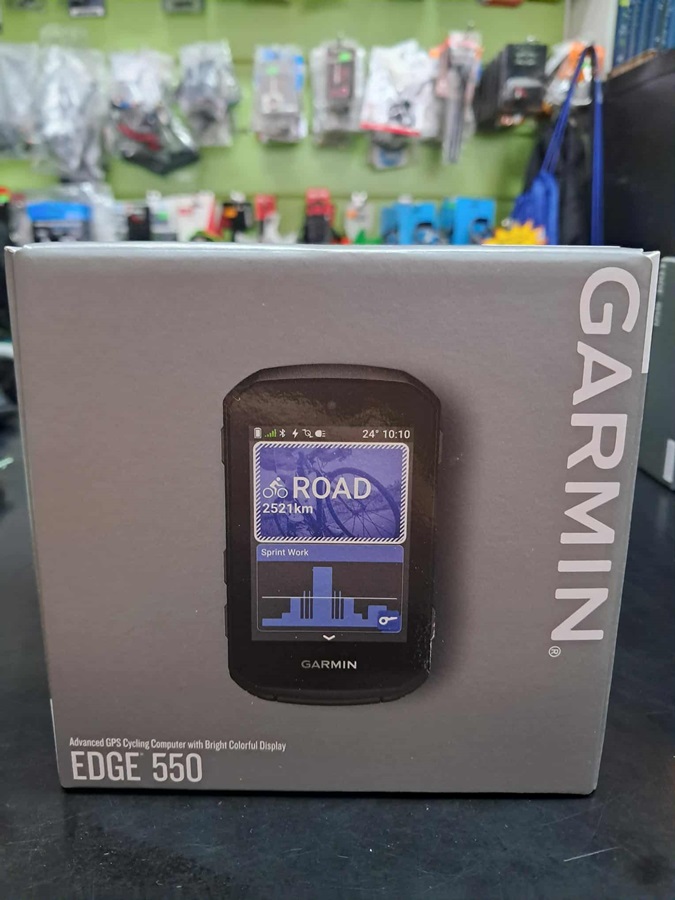 GARMIN®
24° 10:10
ROAD
2521km
Sprint Work
GARMIN
Advanced GPS Cycling Computer with Bright Colorful Display
EDGE® 550